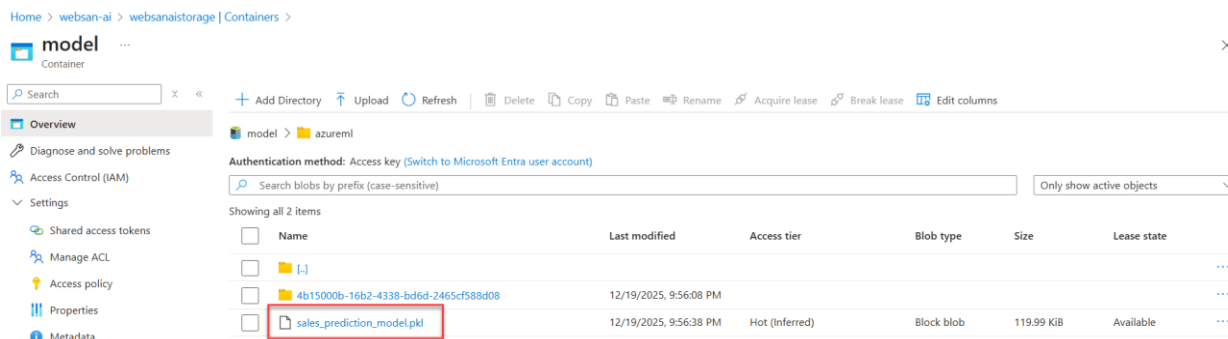 Home > websan-ai > websanaistorage | Containers >
model ...
Container
Search
Overview
Diagnose and solve problems
Access Control (IAM)
Settings
Shared access tokens
Manage ACL
Access policy
Properties
Metadata
Add Directory Upload Refresh Delete Copy Paste Rename Acquire lease Break lease Edit columns
model > azureml
Authentication method: Access key (Switch to Microsoft Entra user account)
Search blobs by prefix (case-sensitive)
Only show active objects
Showing all 2 items
Name Last modified Access tier Blob type Size Lease state
[..]
4b15000b-16b2-4338-bd6d-2465cf588d08 12/19/2025, 9:56:08 PM
sales_prediction_model.pkl 12/19/2025, 9:56:38 PM Hot (Inferred) Block blob 119.99 KiB Available